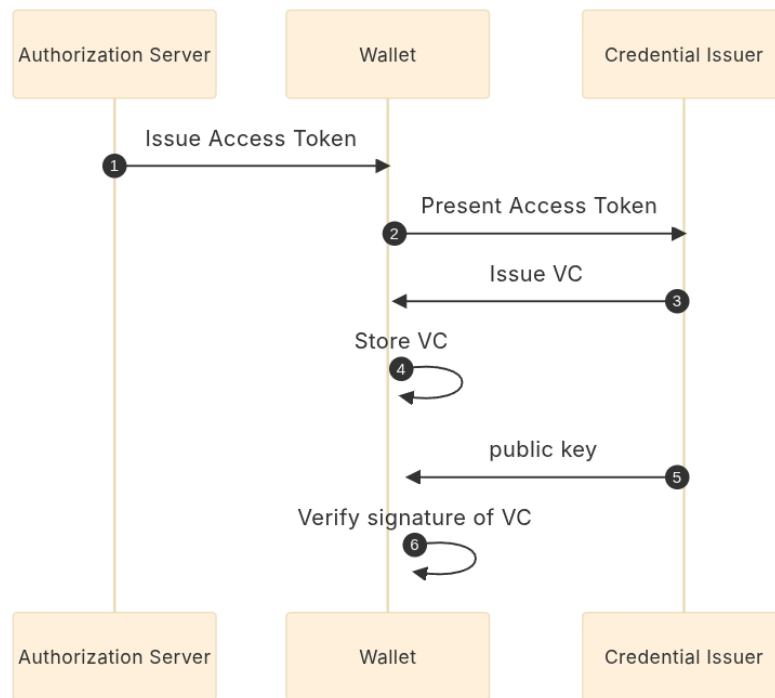 Authorization Server
Wallet
Credential Issuer
Issue Access Token
1
Present Access Token
2
Issue VC
3
Store VC
4
public key
5
Verify signature of VC
6
Authorization Server
Wallet
Credential Issuer